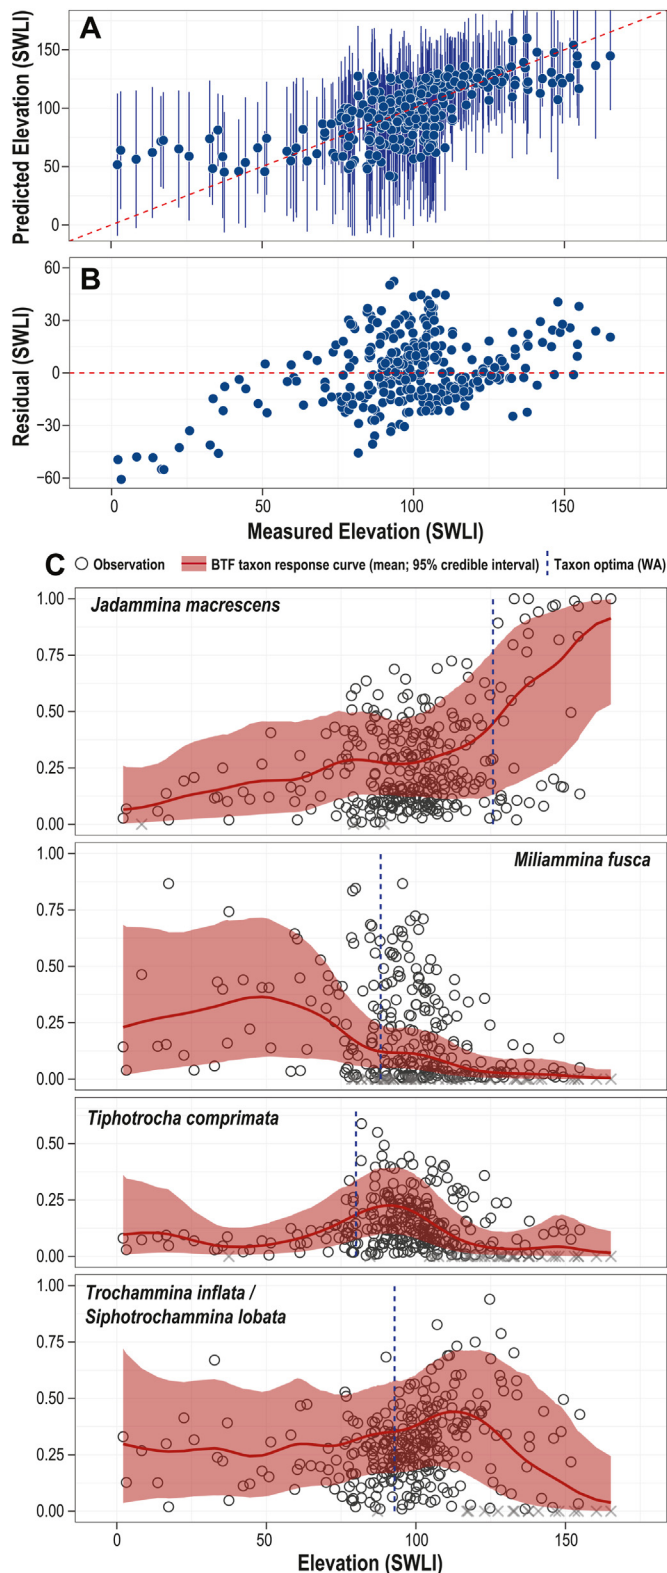 A
Predicted Elevation (SWLI)
150
100
50
0
B
Residual (SWLI)
60
30
0
−30
−60
0 50 100 150
Measured Elevation (SWLI)
C Observation BTF taxon response curve (mean; 95% credible interval) Taxon optima (WA)
Jadammina macrescens
1.00
0.75
0.50
0.25
0.00
Miliammina fusca
1.00
0.75
0.50
0.25
0.00
Tiphotrocha comprimata
0.50
0.25
0.00
Trochammina inflata /
Siphotrochammina lobata
1.00
0.75
0.50
0.25
0.00
0 50 100 150
Elevation (SWLI)